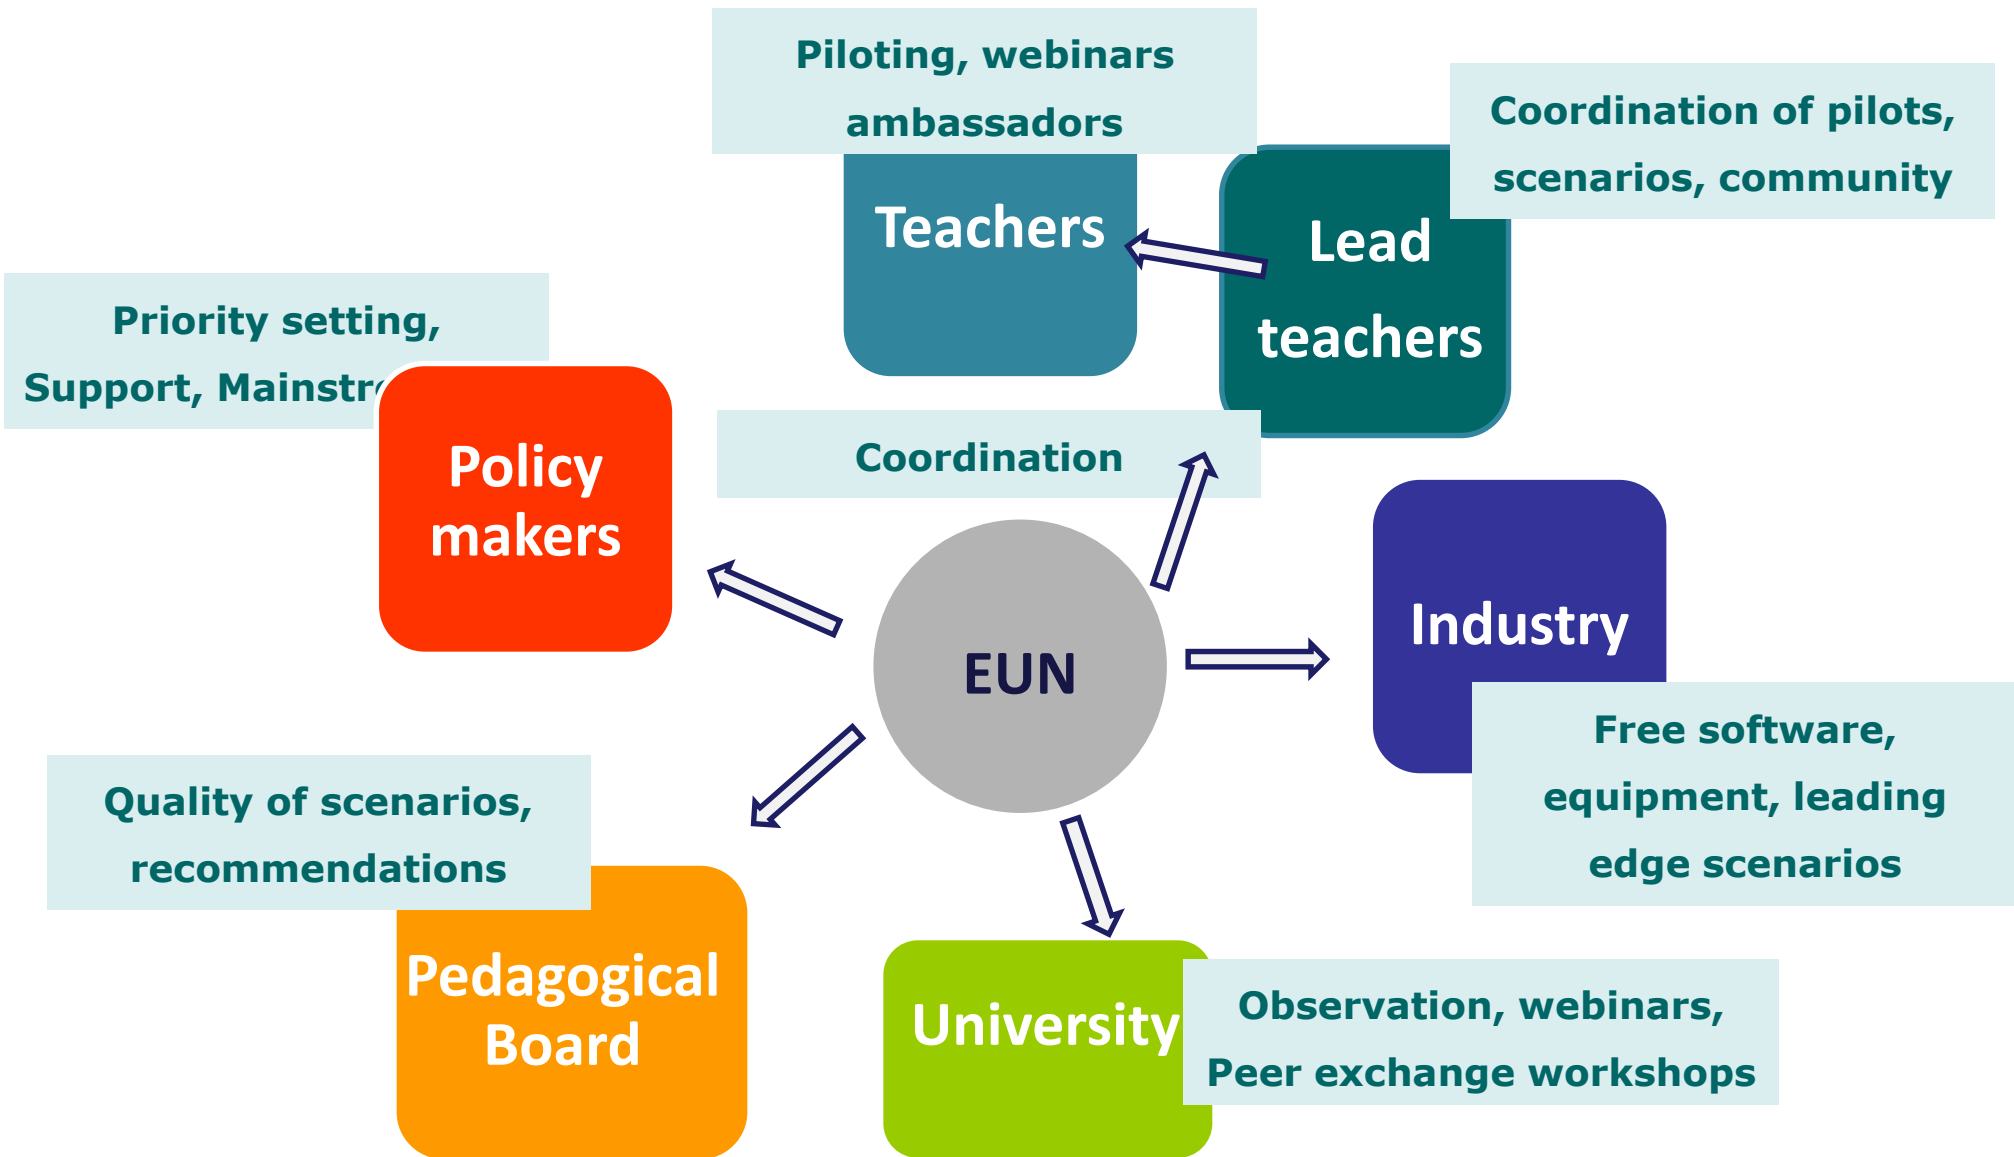 Piloting, webinars
ambassadors
Teachers
Coordination of pilots,
scenarios, community
Lead
teachers
Priority setting,
Support,
Policy
makers
Coordination
EUN
Industry
Free software,
equipment, leading
edge scenarios
Quality of scenarios,
recommendations
Pedagogical
Board
University
Observation, webinars,
Peer exchange workshops